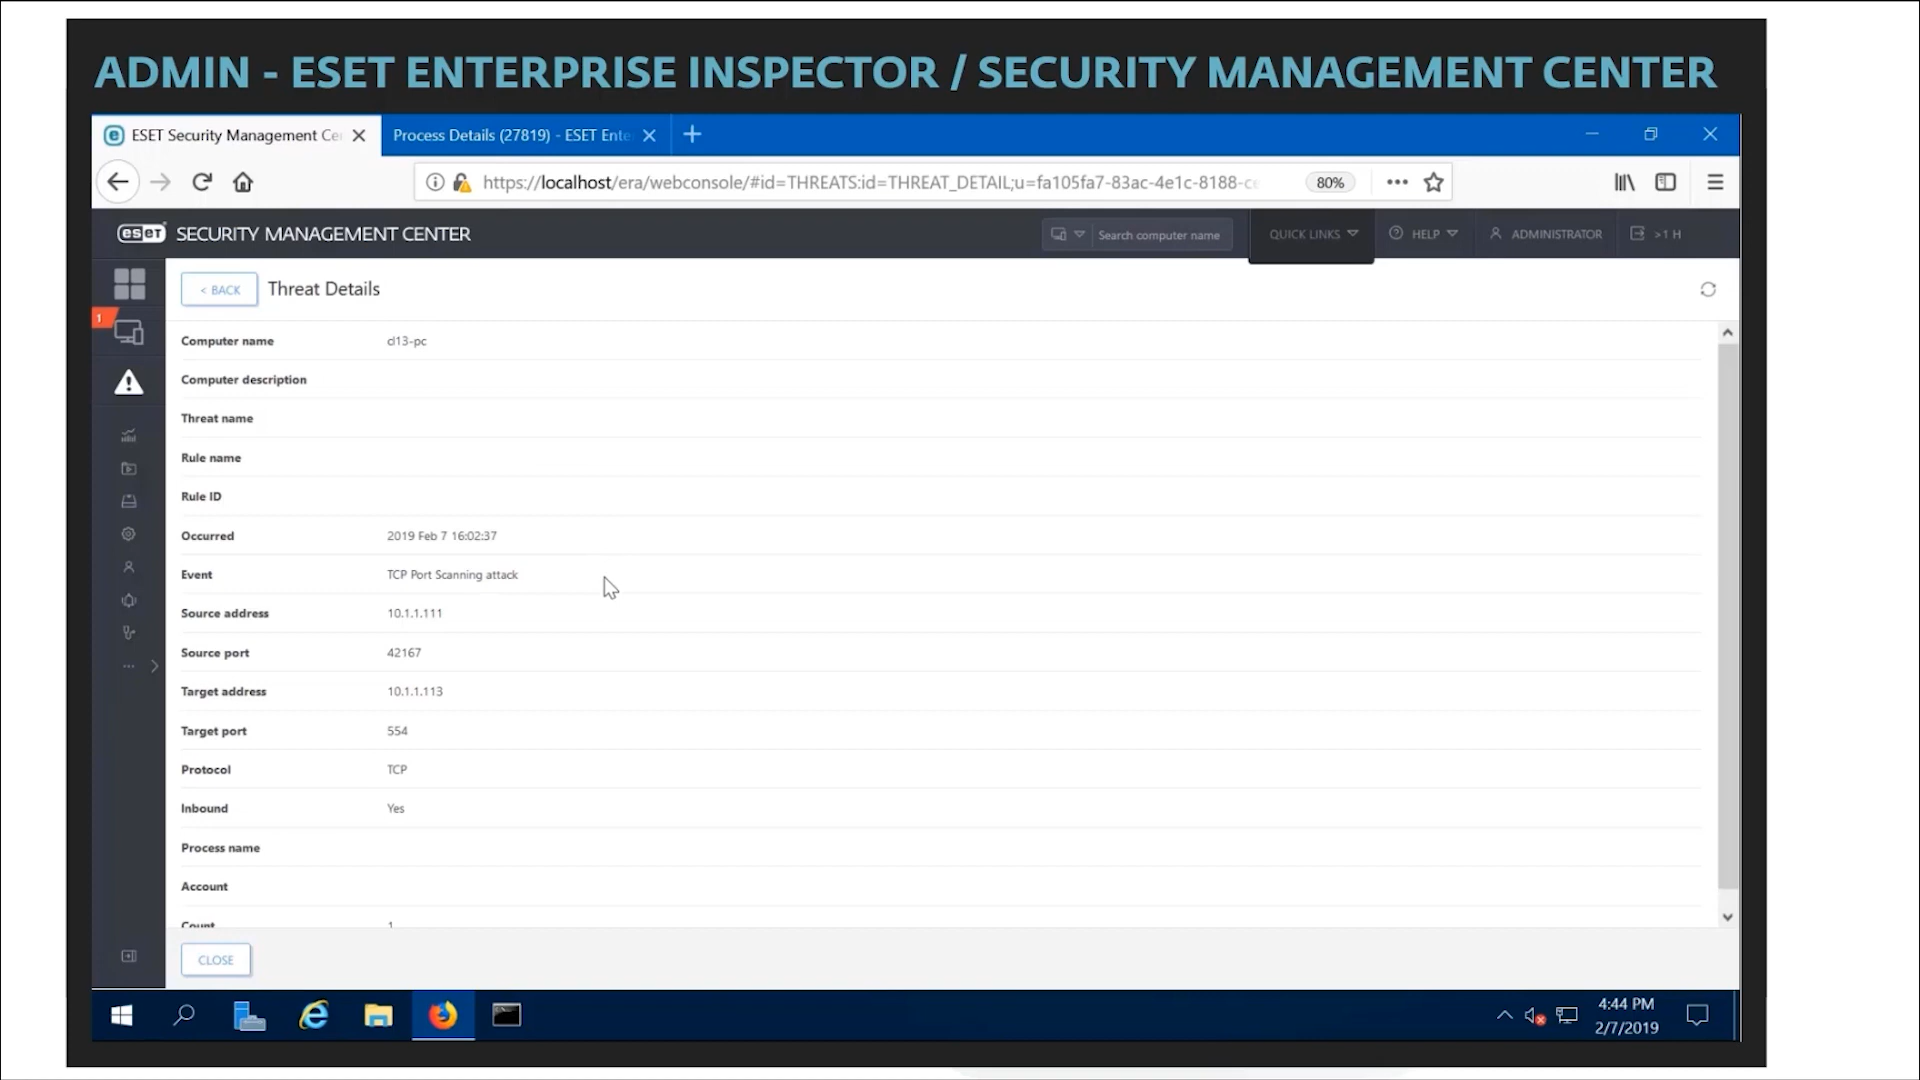 ADMIN - ESET ENTERPRISE INSPECTOR / SECURITY MANAGEMENT CENTER
ESET Security Management Ce
Process Details (27819) - ESET Ente
https://localhost/era/webconsole/#id=THREATS:id=THREAT_DETAIL;u=fa105fa7-83ac-4e1c-8188-ce
80%
eset SECURITY MANAGEMENT CENTER
Search computer name
QUICK LINKS
HELP
ADMINISTRATOR
>1 H
< BACK
Threat Details
1
Computer name cl13-pc
Computer description
Threat name
Rule name
Rule ID
Occurred 2019 Feb 7 16:02:37
Event TCP Port Scanning attack
Source address 10.1.1.111
Source port 42167
Target address 10.1.1.113
Target port 554
Protocol TCP
Inbound Yes
Process name
Account
Count 1
CLOSE
4:44 PM
2/7/2019